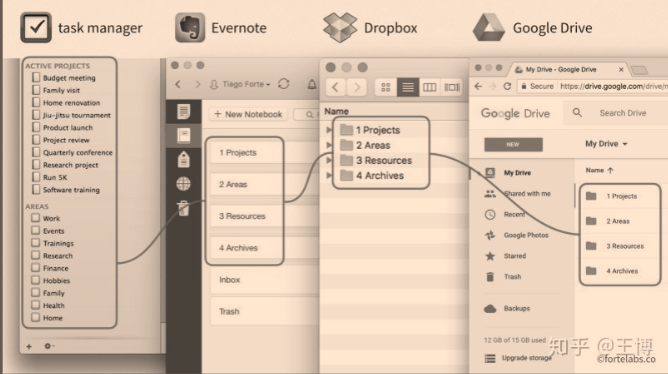 task manager
Evernote
Dropbox
Google Drive
ACTIVE PROJECTS
Budget meeting
Family visit
Home renovation
Jiu-jitsu tournament
Product launch
Project review
Quarterly conference
Research project
Run 5K
Software training
AREAS
Work
Events
Trainings
Research
Finance
Hobbies
Family
Health
Home
Tiago Forte
+ New Notebook
1 Projects
2 Areas
3 Resources
4 Archives
Inbox
Trash
Name
1 Projects
2 Areas
3 Resources
4 Archives
My Drive - Google Drive
Secure https://drive.google.com/drive/m
Google Drive
Search Drive
NEW
My Drive
My Drive
Shared with me
Recent
Google Photos
Starred
Trash
Backups
12 GB of 15 GB used
Upgrade storage
Name
1 Projects
2 Areas
3 Resources
4 Archives
知乎 @王博
©fortelabs.co